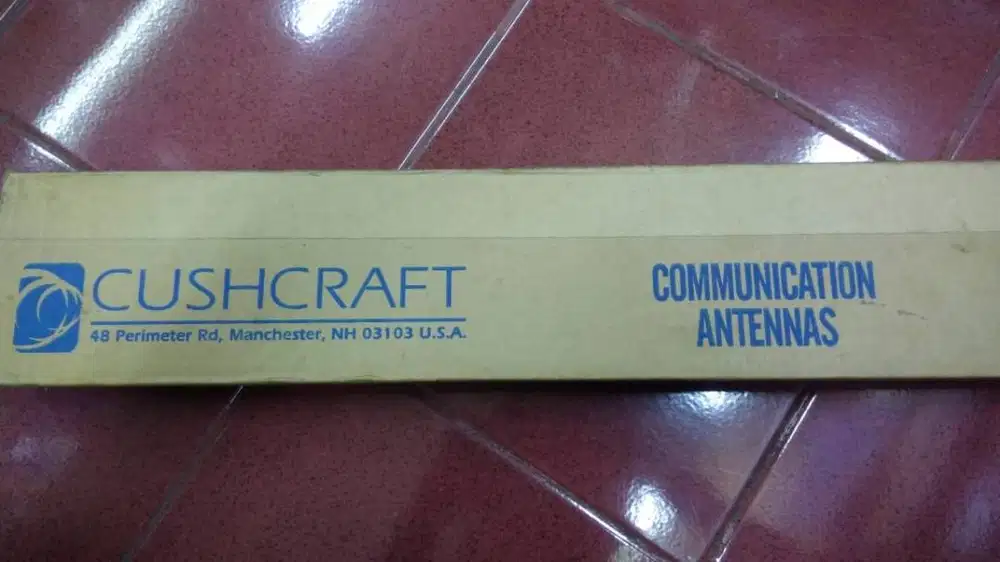 CUSHCRAFT
48 Perimeter Rd, Manchester, NH 03103 U.S.A.
COMMUNICATION
ANTENNAS